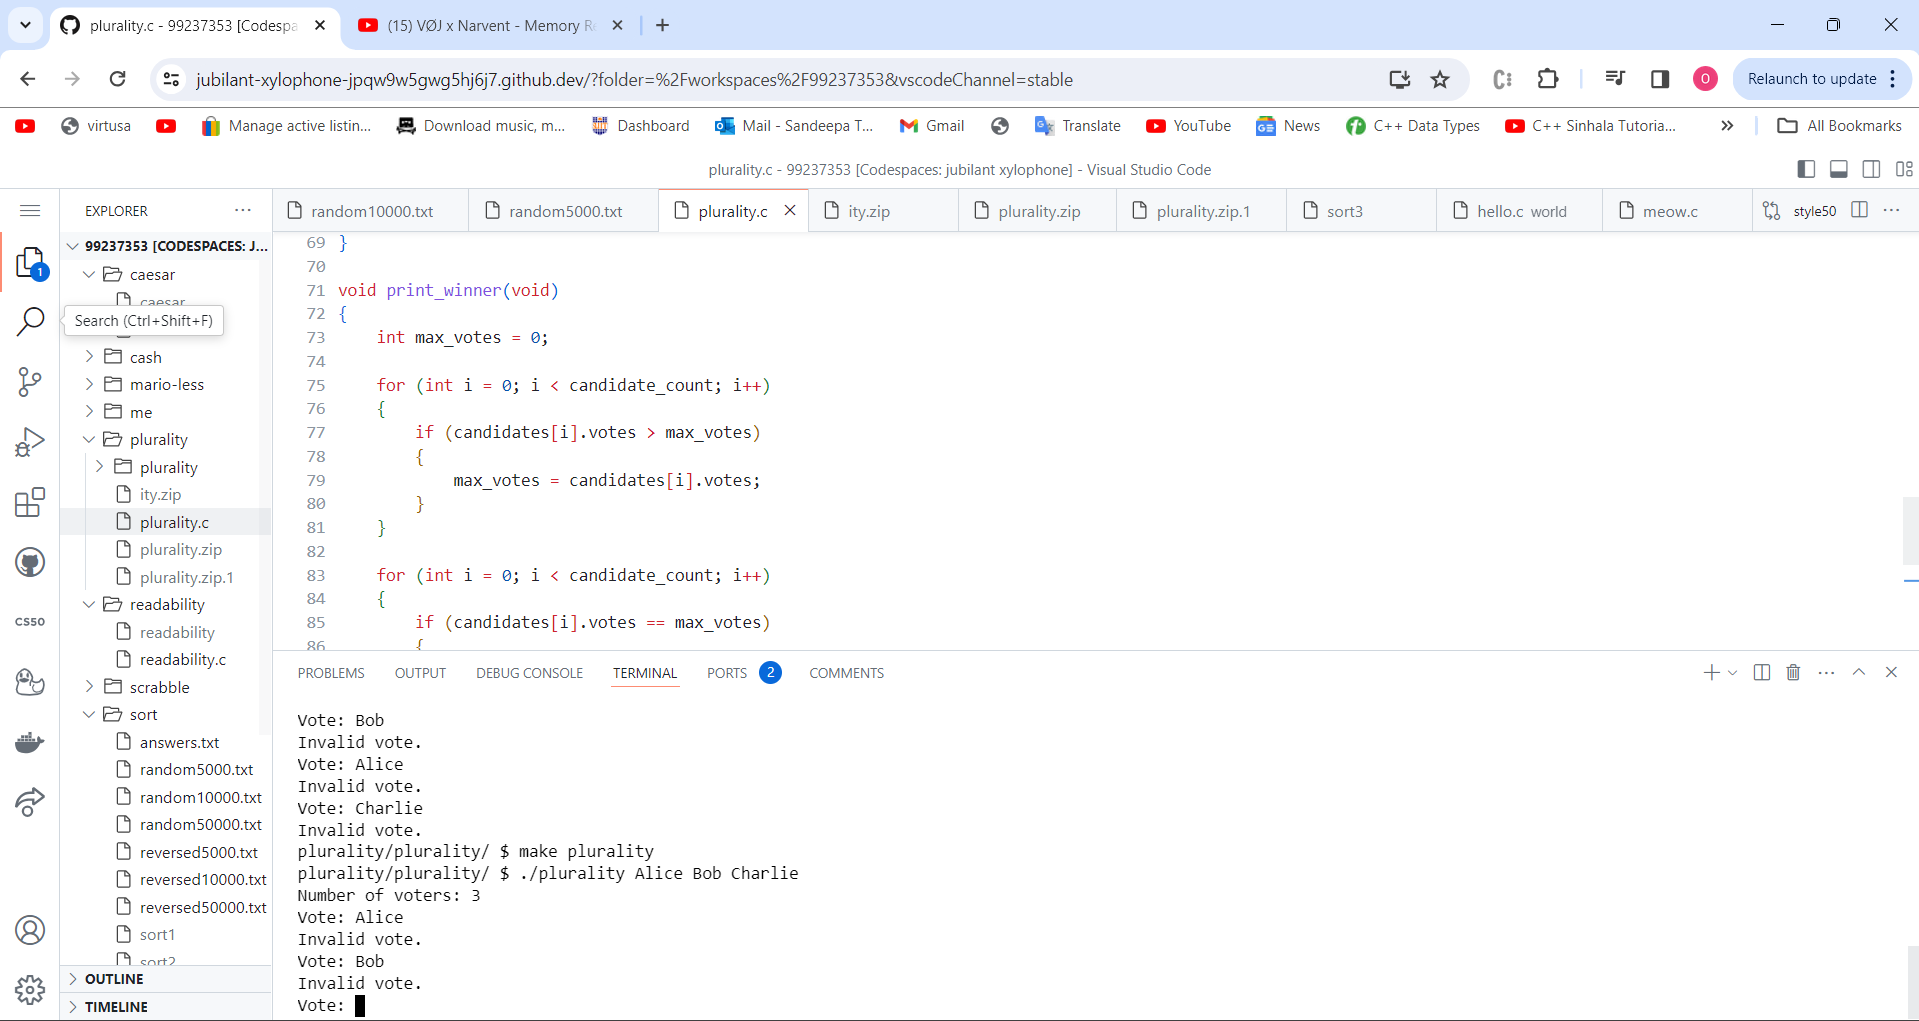 plurality.c - 99237353 [Codespa
(15) VØJ x Narvent - Memory Re
jubilant-xylophone-jpqw9w5gwg5hj6j7.github.dev/?folder=%2Fworkspaces%2F99237353&vscodeChannel=stable
O
Relaunch to update
virtusa
Manage active listin...
Download music, m...
Dashboard
Mail - Sandeepa T...
Gmail
Translate
YouTube
News
C++ Data Types
C++ Sinhala Tutoria...
All Bookmarks
plurality.c - 99237353 [Codespaces: jubilant xylophone] - Visual Studio Code
EXPLORER
random10000.txt
random5000.txt
plurality.c
ity.zip
plurality.zip
plurality.zip.1
sort3
hello.c world
meow.c
style50
1
CS50
99237353 [CODESPACES: J...
caesar
caesar
Search (Ctrl+Shift+F)
cash
mario-less
me
plurality
plurality
ity.zip
plurality.c
plurality.zip
plurality.zip.1
readability
readability
readability.c
scrabble
sort
answers.txt
random5000.txt
random10000.txt
random50000.txt
reversed5000.txt
reversed10000.txt
reversed50000.txt
sort1
sort2
OUTLINE
TIMELINE
69 }
70
71 void print_winner(void)
72 {
73 int max_votes = 0;
74
75 for (int i = 0; i < candidate_count; i++)
76 {
77 if (candidates[i].votes > max_votes)
78 {
79 max_votes = candidates[i].votes;
80 }
81 }
82
83 for (int i = 0; i < candidate_count; i++)
84 {
85 if (candidates[i].votes == max_votes)
86 {
PROBLEMS
OUTPUT
DEBUG CONSOLE
TERMINAL
PORTS 2
COMMENTS
Vote: Bob
Invalid vote.
Vote: Alice
Invalid vote.
Vote: Charlie
Invalid vote.
plurality/plurality/ $ make plurality
plurality/plurality/ $ ./plurality Alice Bob Charlie
Number of voters: 3
Vote: Alice
Invalid vote.
Vote: Bob
Invalid vote.
Vote: